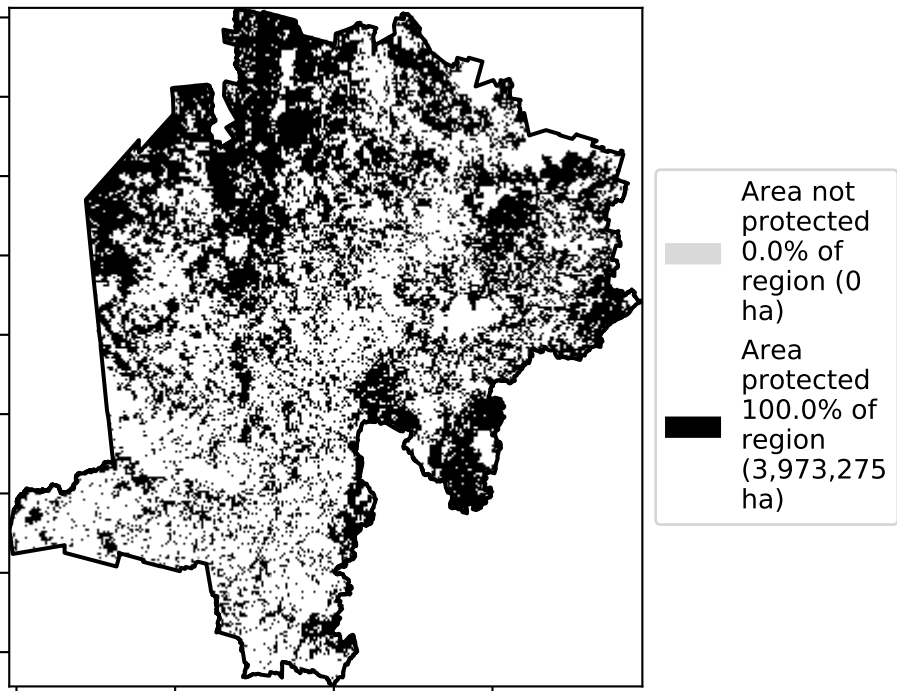 Area not
protected
0.0% of
region (0
ha)
Area
protected
100.0% of
region
(3,973,275
ha)